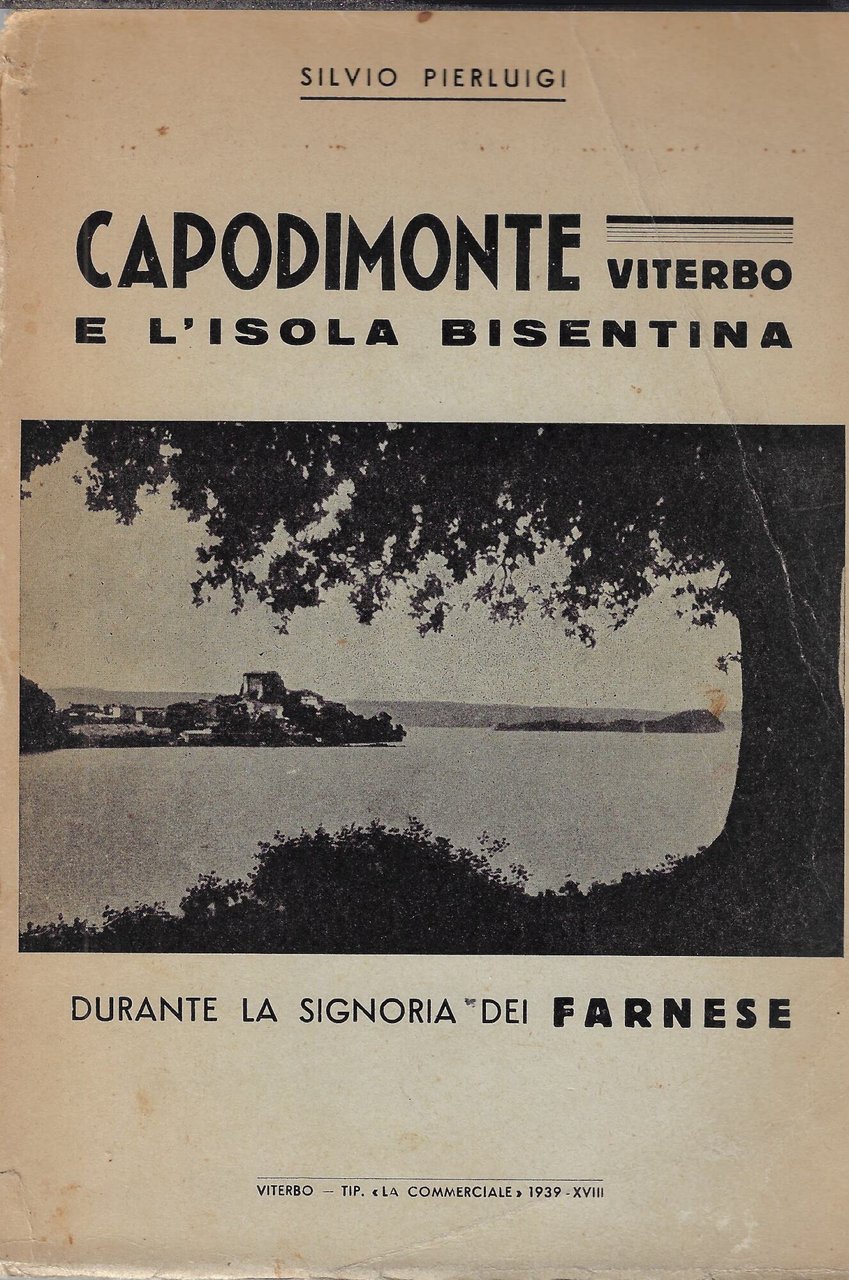 SILVIO PIERLUIGI
CAPODIMONTE VITERBO
E L'ISOLA BISENTINA
DURANTE LA SIGNORIA DEI FARNESE
VITERBO — TIP. «LA COMMERCIALE» 1939 - XVIII